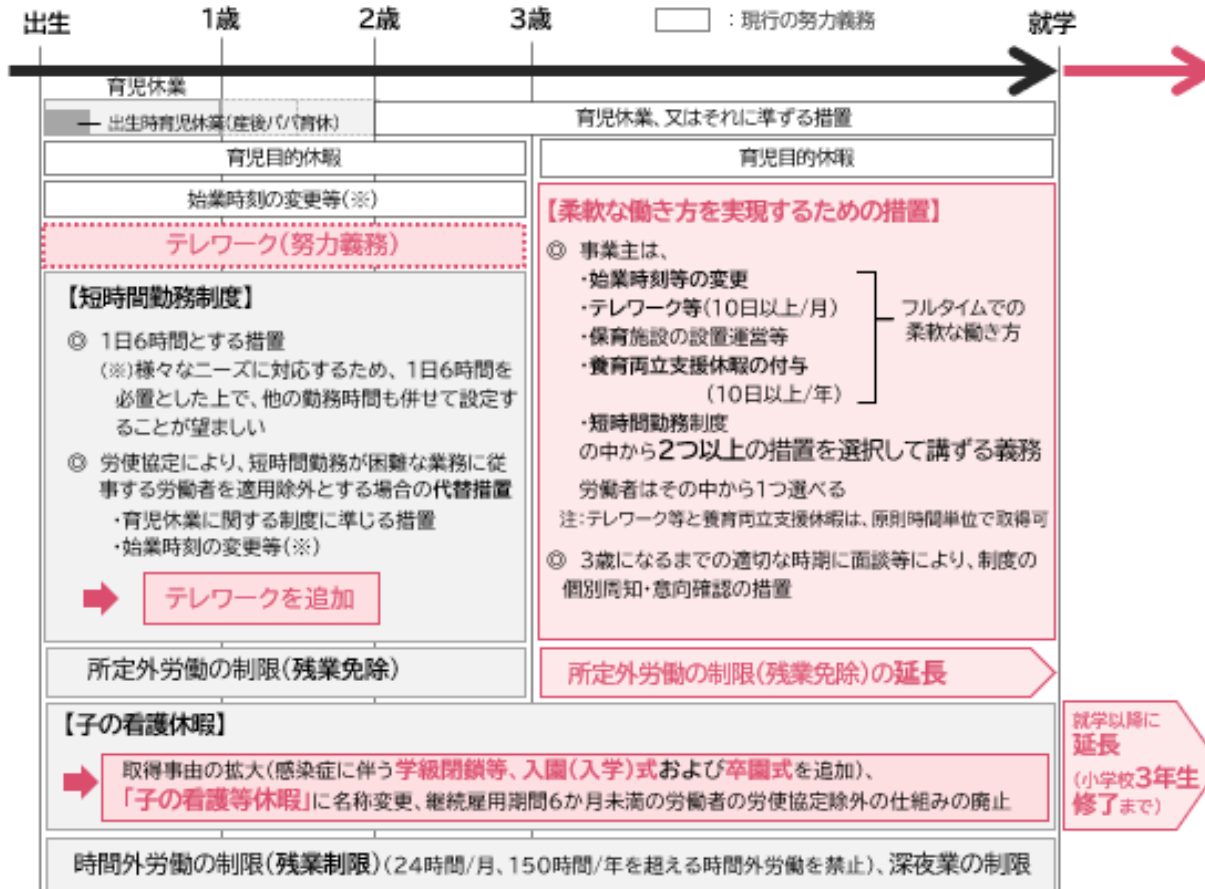 出生
1歳
2歳
3歳
：現行の努力義務
就学
育児休業
出生時育児休業(産後パパ育休)
育児休業、又はそれに準ずる措置
育児目的休暇
育児目的休暇
始業時刻の変更等(※)
テレワーク(努力義務)
【短時間勤務制度】
◎ 1日6時間とする措置
(※)様々なニーズに対応するため、1日6時間を
必置とした上で、他の勤務時間も併せて設定す
ることが望ましい
◎ 労使協定により、短時間勤務が困難な業務に従
事する労働者を適用除外とする場合の代替措置
・育児休業に関する制度に準じる措置
・始業時刻の変更等(※)
テレワークを追加
【柔軟な働き方を実現するための措置】
◎ 事業主は、
・始業時刻等の変更
・テレワーク等(10日以上/月)
・保育施設の設置運営等
・養育両立支援休暇の付与
(10日以上/年)
フルタイムでの
柔軟な働き方
・短時間勤務制度
の中から2つ以上の措置を選択して講ずる義務
労働者はその中から1つ選べる
注：テレワーク等と養育両立支援休暇は、原則時間単位で取得可
◎ 3歳になるまでの適切な時期に面談等により、制度の
個別周知・意向確認の措置
所定外労働の制限(残業免除)
所定外労働の制限(残業免除)の延長
【子の看護休暇】
取得事由の拡大(感染症に伴う学級閉鎖等、入園(入学)式および卒園式を追加)、
「子の看護等休暇」に名称変更、継続雇用期間6か月未満の労働者の労使協定除外の仕組みの廃止
就学以降に
延長
(小学校3年生
修了まで)
時間外労働の制限(残業制限)(24時間/月、150時間/年を超える時間外労働を禁止)、深夜業の制限